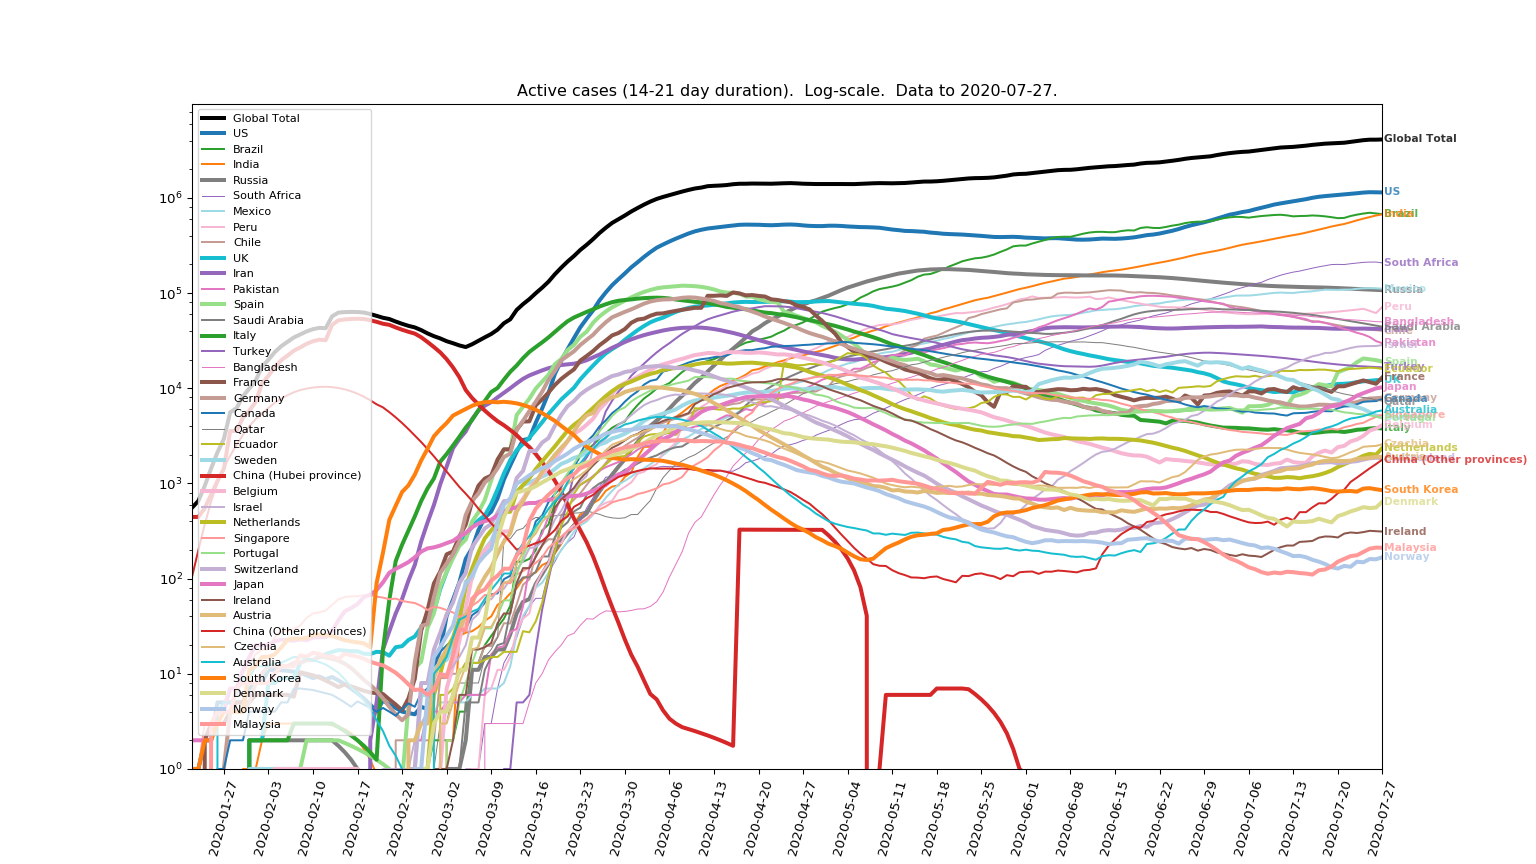 Active cases (14-21 day duration).  Log-scale.  Data to 2020-07-27.
Global Total
US
Brazil
India
Russia
South Africa
Mexico
Peru
Chile
UK
Iran
Pakistan
Spain
Saudi Arabia
Italy
Turkey
Bangladesh
France
Germany
Canada
Qatar
Ecuador
Sweden
China (Hubei province)
Belgium
Israel
Netherlands
Singapore
Portugal
Switzerland
Japan
Ireland
Austria
China (Other provinces)
Czechia
Australia
South Korea
Denmark
Norway
Malaysia
10^6
10^5
10^4
10^3
10^2
10^1
10^0
2020-01-27
2020-02-03
2020-02-10
2020-02-17
2020-02-24
2020-03-02
2020-03-09
2020-03-16
2020-03-23
2020-03-30
2020-04-06
2020-04-13
2020-04-20
2020-04-27
2020-05-04
2020-05-11
2020-05-18
2020-05-25
2020-06-01
2020-06-08
2020-06-15
2020-06-22
2020-06-29
2020-07-06
2020-07-13
2020-07-20
2020-07-27
Global Total
US
Brazil
South Africa
Russia
Peru
Bangladesh
Saudi Arabia
Pakistan
Spain
France
Japan
Canada
Australia
Italy
Czechia
Netherlands
China (Other provinces)
South Korea
Denmark
Ireland
Malaysia
Norway